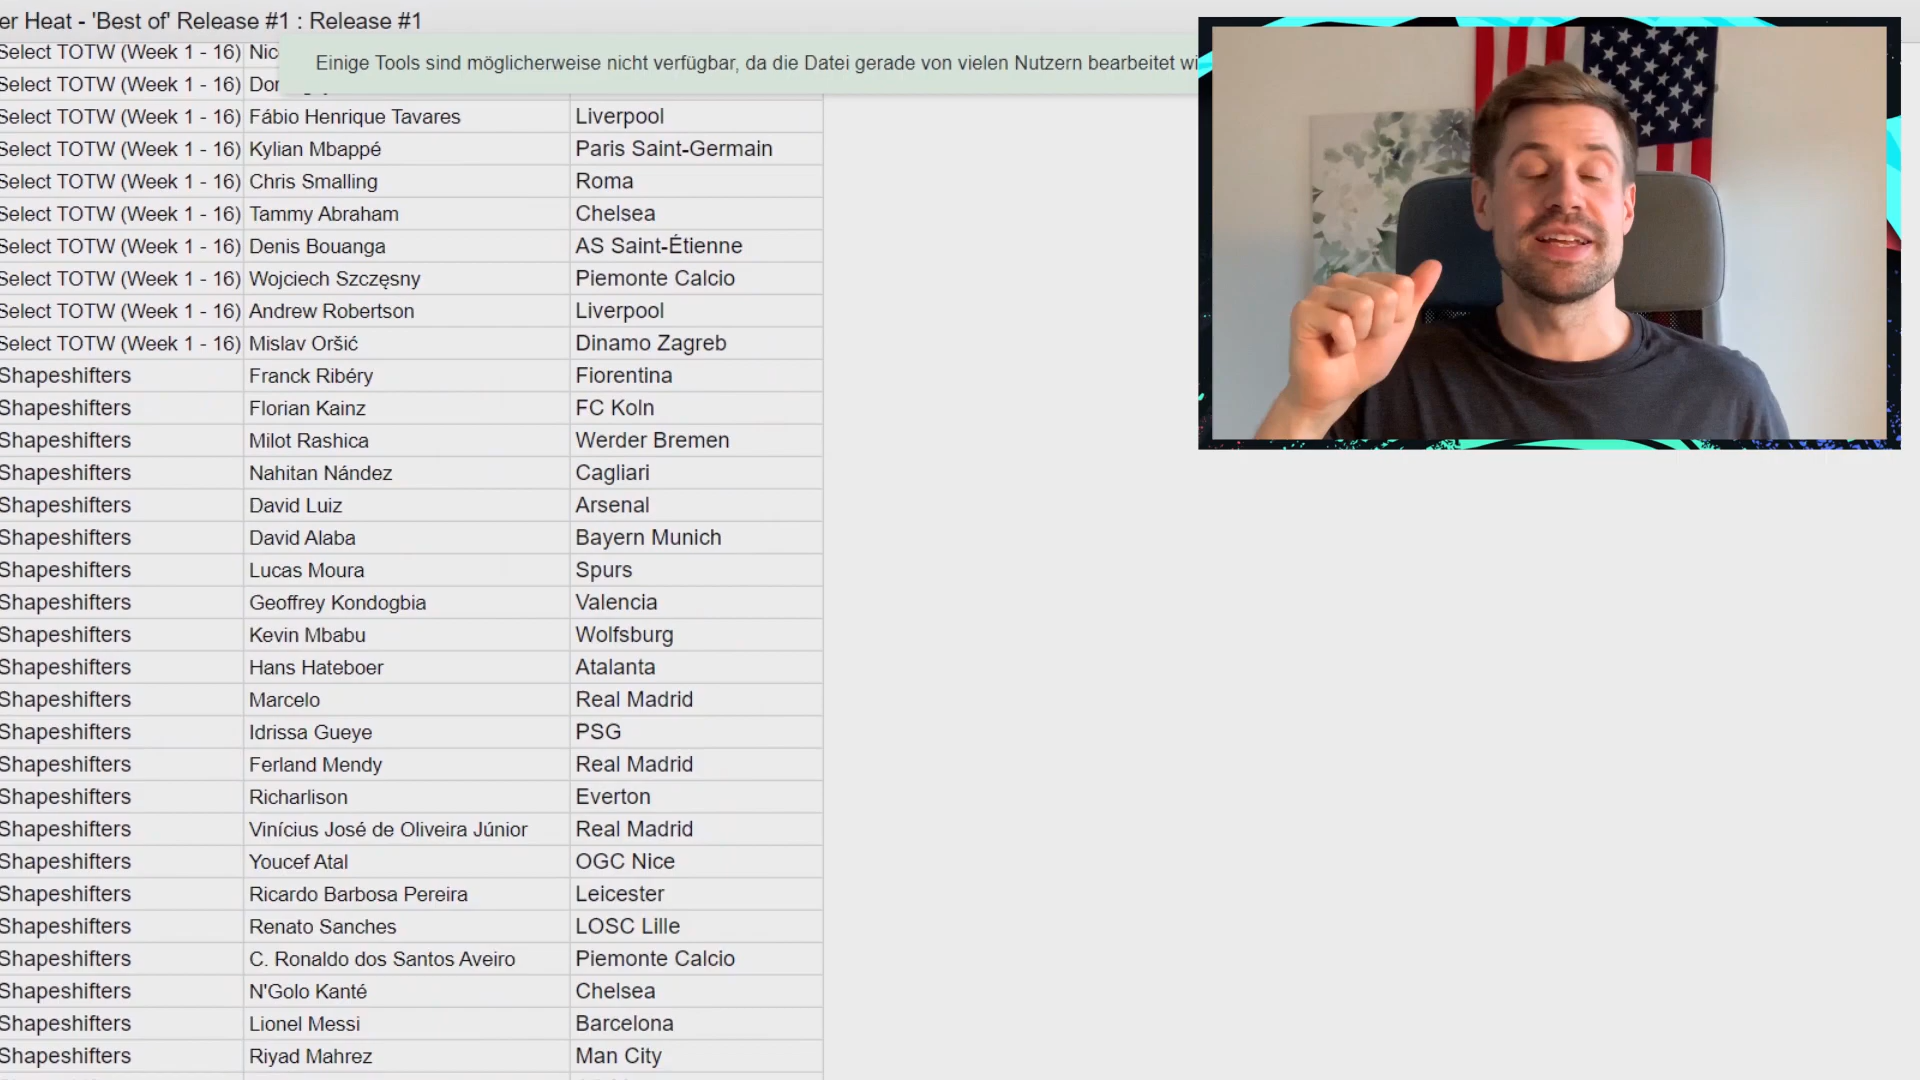 er Heat - 'Best of' Release #1 : Release #1
Select TOTW (Week 1 - 16) Nic
Einige Tools sind möglicherweise nicht verfügbar, da die Datei gerade von vielen Nutzern bearbeitet wi
Select TOTW (Week 1 - 16)
Select TOTW (Week 1 - 16) Fábio Henrique Tavares Liverpool
Select TOTW (Week 1 - 16) Kylian Mbappé Paris Saint-Germain
Select TOTW (Week 1 - 16) Chris Smalling Roma
Select TOTW (Week 1 - 16) Tammy Abraham Chelsea
Select TOTW (Week 1 - 16) Denis Bouanga AS Saint-Étienne
Select TOTW (Week 1 - 16) Wojciech Szczęsny Piemonte Calcio
Select TOTW (Week 1 - 16) Andrew Robertson Liverpool
Select TOTW (Week 1 - 16) Mislav Oršić Dinamo Zagreb
Shapeshifters Franck Ribéry Fiorentina
Shapeshifters Florian Kainz FC Koln
Shapeshifters Milot Rashica Werder Bremen
Shapeshifters Nahitan Nández Cagliari
Shapeshifters David Luiz Arsenal
Shapeshifters David Alaba Bayern Munich
Shapeshifters Lucas Moura Spurs
Shapeshifters Geoffrey Kondogbia Valencia
Shapeshifters Kevin Mbabu Wolfsburg
Shapeshifters Hans Hateboer Atalanta
Shapeshifters Marcelo Real Madrid
Shapeshifters Idrissa Gueye PSG
Shapeshifters Ferland Mendy Real Madrid
Shapeshifters Richarlison Everton
Shapeshifters Vinícius José de Oliveira Júnior Real Madrid
Shapeshifters Youcef Atal OGC Nice
Shapeshifters Ricardo Barbosa Pereira Leicester
Shapeshifters Renato Sanches LOSC Lille
Shapeshifters C. Ronaldo dos Santos Aveiro Piemonte Calcio
Shapeshifters N'Golo Kanté Chelsea
Shapeshifters Lionel Messi Barcelona
Shapeshifters Riyad Mahrez Man City